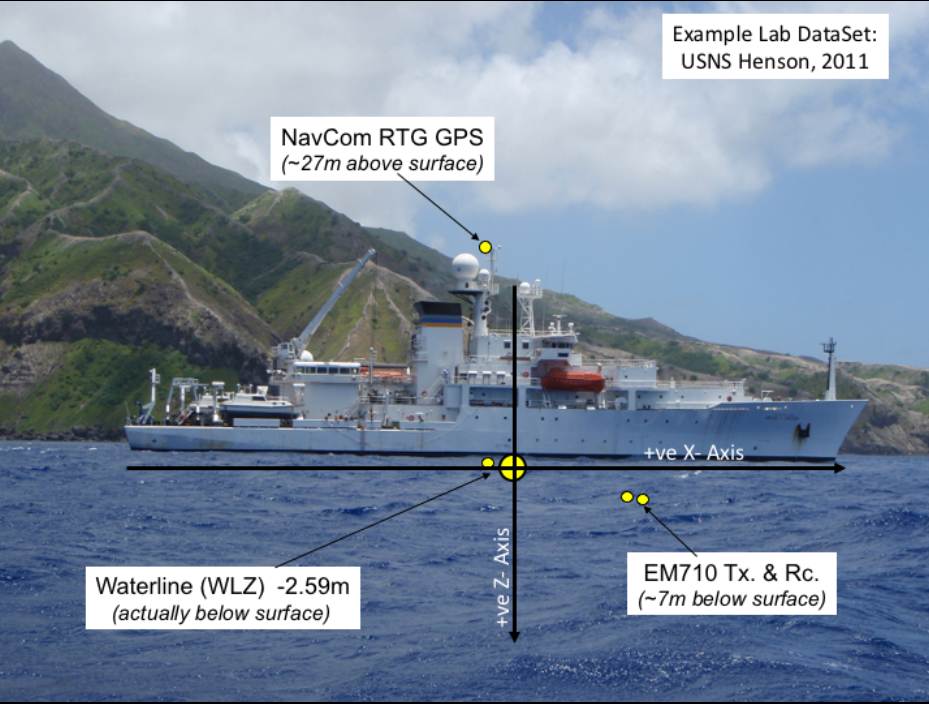 Example Lab DataSet:
USNS Henson, 2011
NavCom RTG GPS
(~27m above surface)
+ve X- Axis
+ve Z- Axis
Waterline (WLZ) -2.59m
(actually below surface)
EM710 Tx. & Rc.
(~7m below surface)